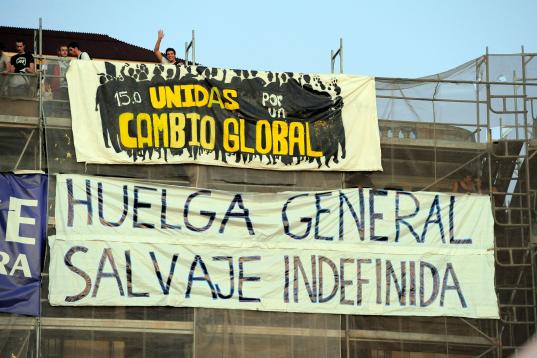 15.O UNIDAS POR
UN
CAMBIO GLOBAL
HUELGA GENERAL
SALVAJE INDEFINIDA
E
RA